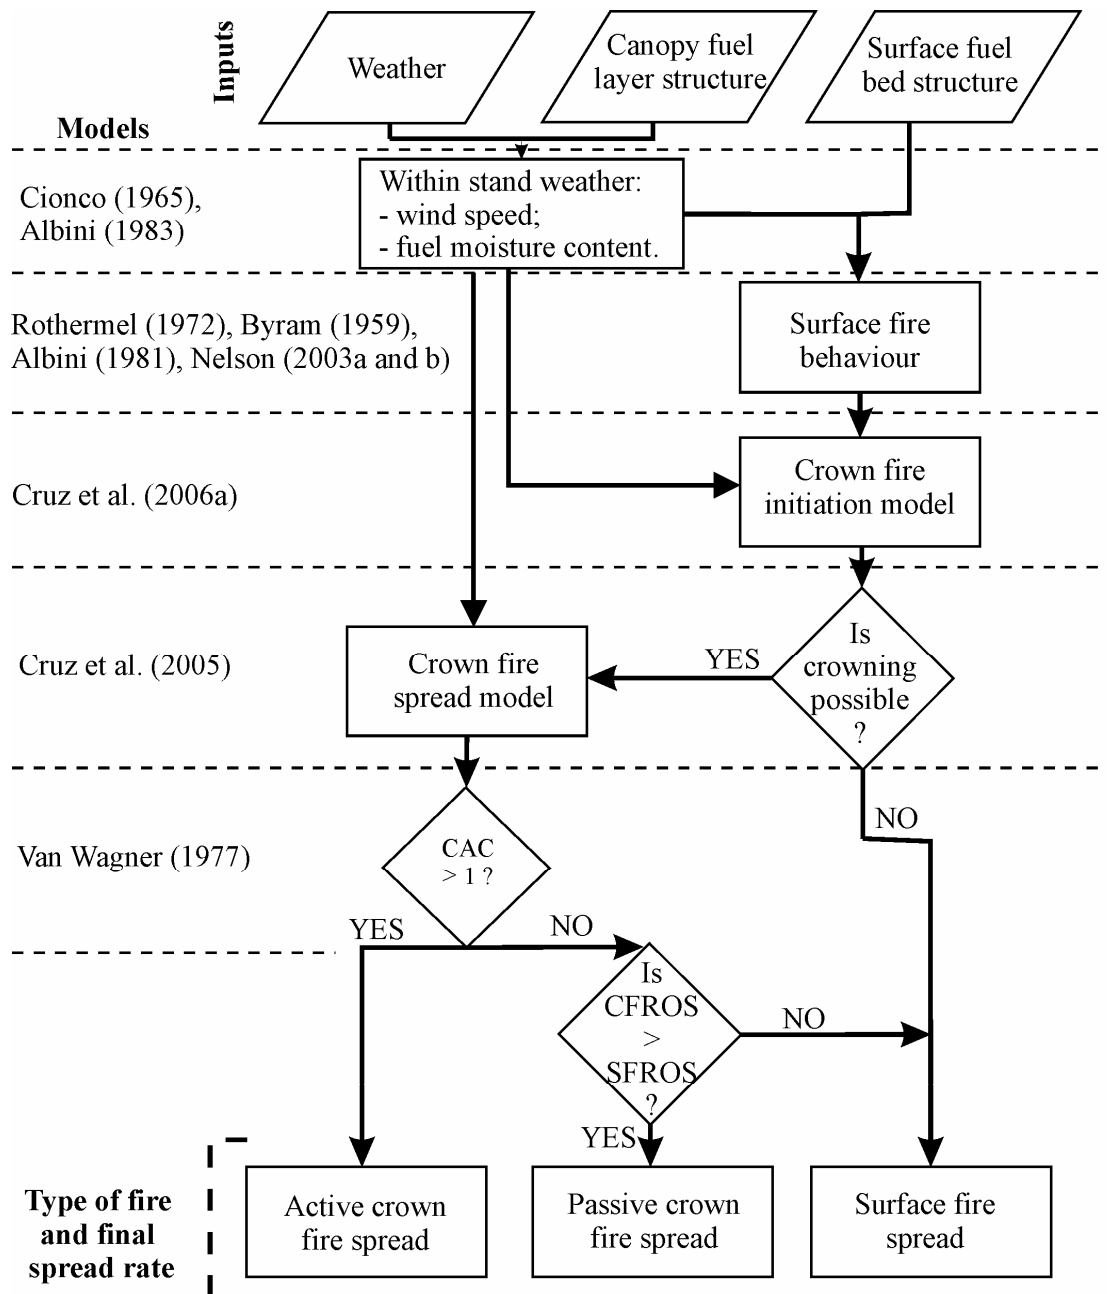 Inputs
Weather
Canopy fuel
layer structure
Surface fuel
bed structure
Models
Cionco (1965),
Albini (1983)
Within stand weather:
- wind speed;
- fuel moisture content.
Rothermel (1972), Byram (1959),
Albini (1981), Nelson (2003a and b)
Surface fire
behaviour
Cruz et al. (2006a)
Crown fire
initiation model
Cruz et al. (2005)
Crown fire
spread model
YES
Is
crowning
possible
?
NO
Van Wagner (1977)
CAC
> 1 ?
YES
NO
Is
CFROS
>
SFROS
?
NO
YES
Type of fire
and final
spread rate
Active crown
fire spread
Passive crown
fire spread
Surface fire
spread